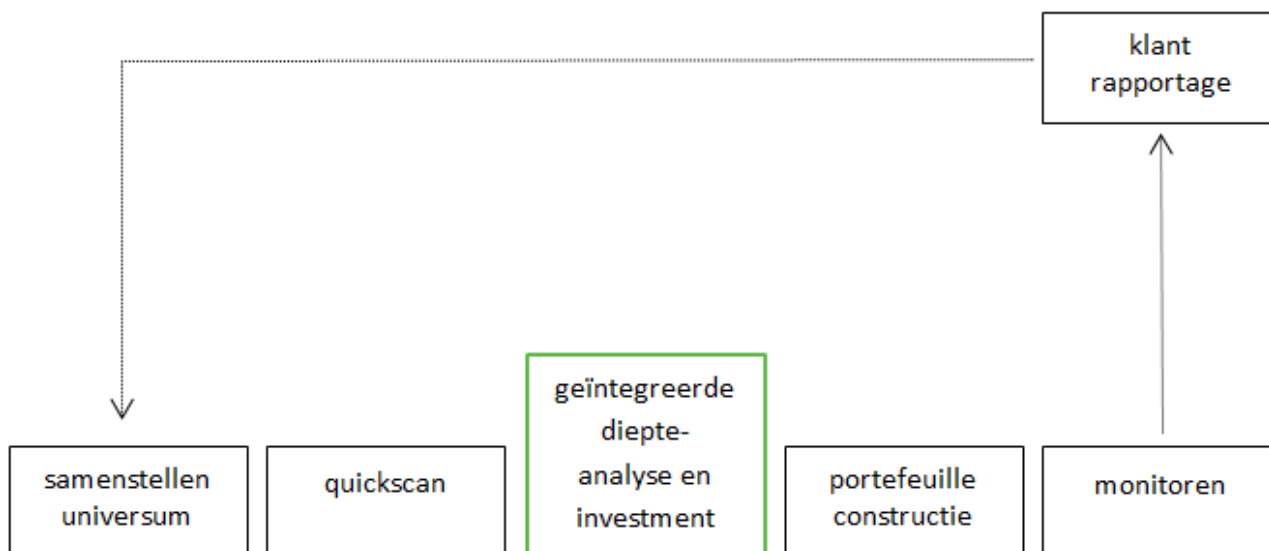 klant
rapportage
samenstellen
universum
quickscan
geïntegreerde
diepte-
analyse en
investment
portefeuille
constructie
monitoren